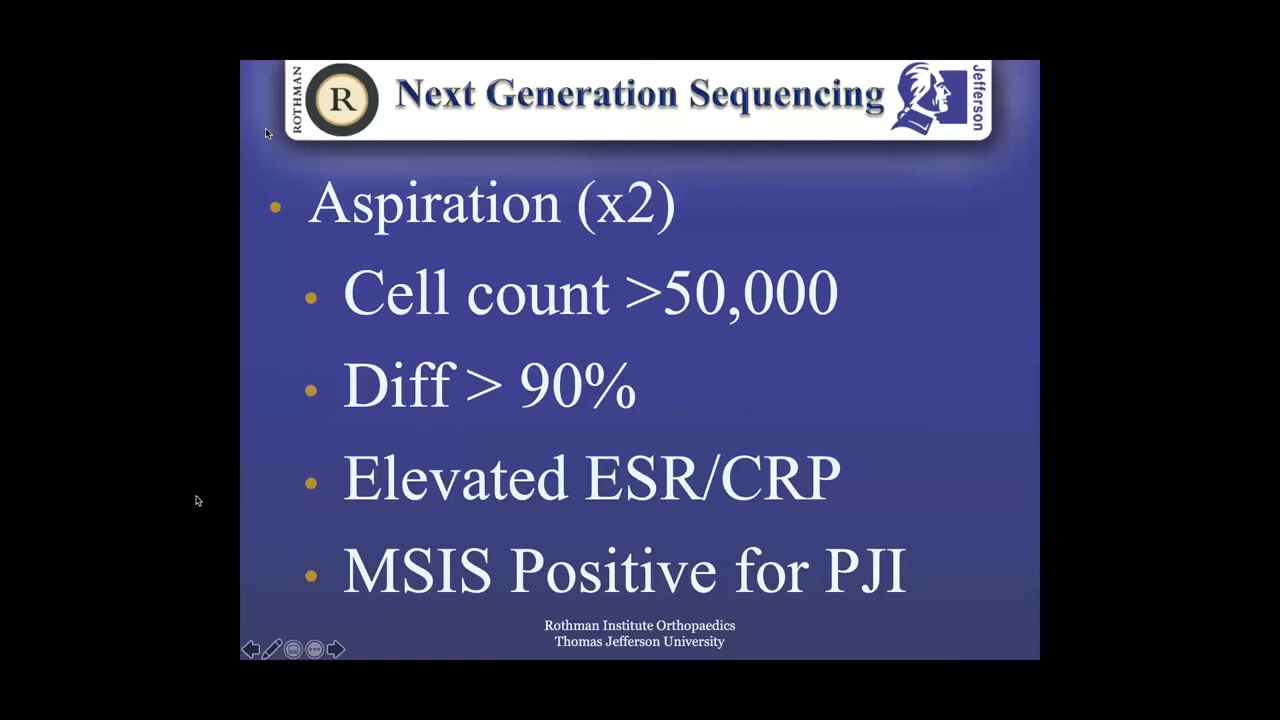 ROTHMAN
R
Next Generation Sequencing
Jefferson
• Aspiration (x2)
• Cell count >50,000
• Diff > 90%
• Elevated ESR/CRP
• MSIS Positive for PJI
Rothman Institute Orthopaedics
Thomas Jefferson University